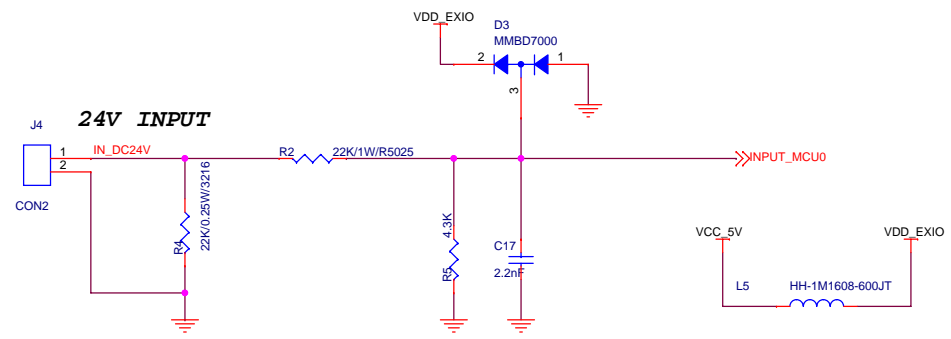 VDD_EXIO
D3
MMBD7000
2
1
3
24V INPUT
J4
1
IN_DC24V
2
CON2
R2
22K/1W/R5025
INPUT_MCU0
R4
22K/0.25W/3216
4.3K
R5
C17
2.2nF
VCC_5V
VDD_EXIO
L5
HH-1M1608-600JT